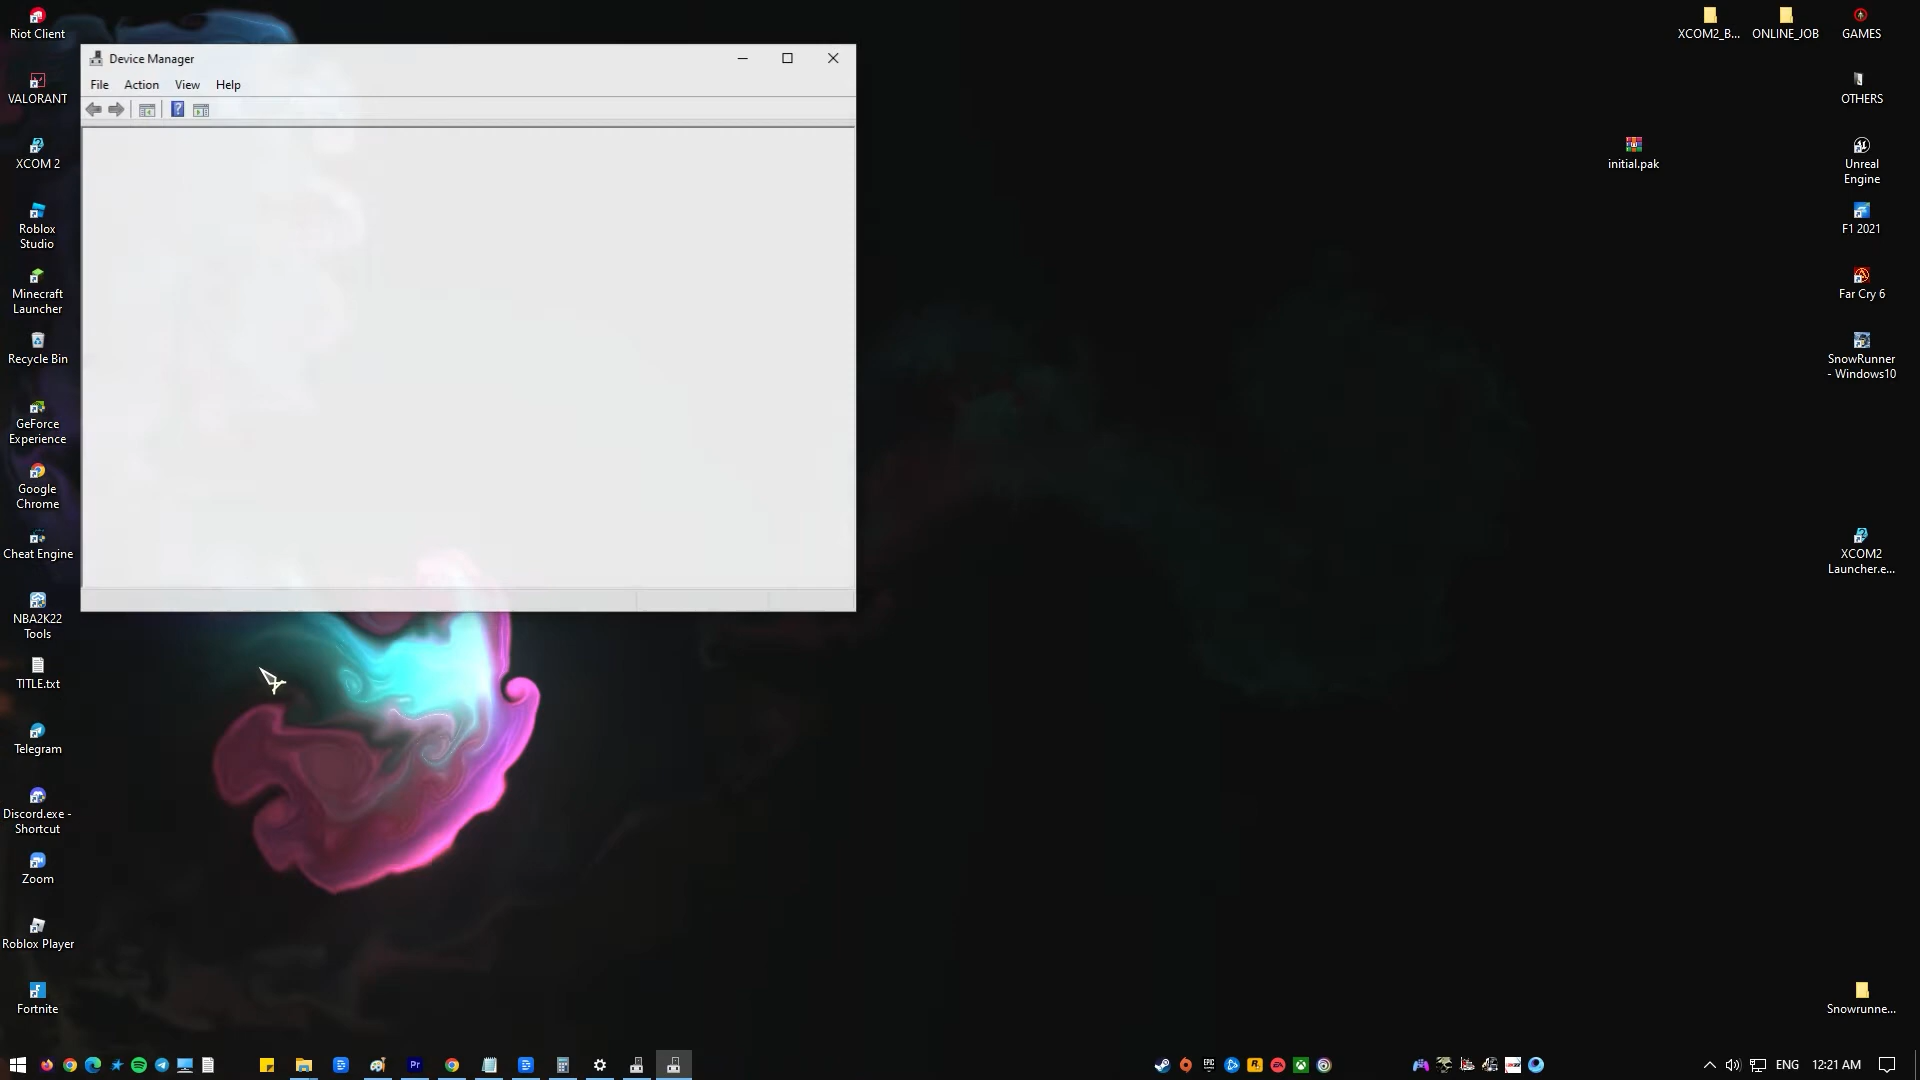 Riot Client
VALORANT
XCOM 2
Roblox
Studio
Minecraft
Launcher
Recycle Bin
GeForce
Experience
Google
Chrome
Cheat Engine
NBA2K22
Tools
TITLE.txt
Telegram
Discord.exe -
Shortcut
Zoom
Roblox Player
Fortnite
Device Manager
File Action View Help
XCOM2_B...
ONLINE_JOB
GAMES
OTHERS
initial.pak
Unreal
Engine
F1 2021
Far Cry 6
SnowRunner
- Windows10
XCOM2
Launcher.e...
Snowrunne...
Pr
EPIC
EA
ENG
12:21 AM